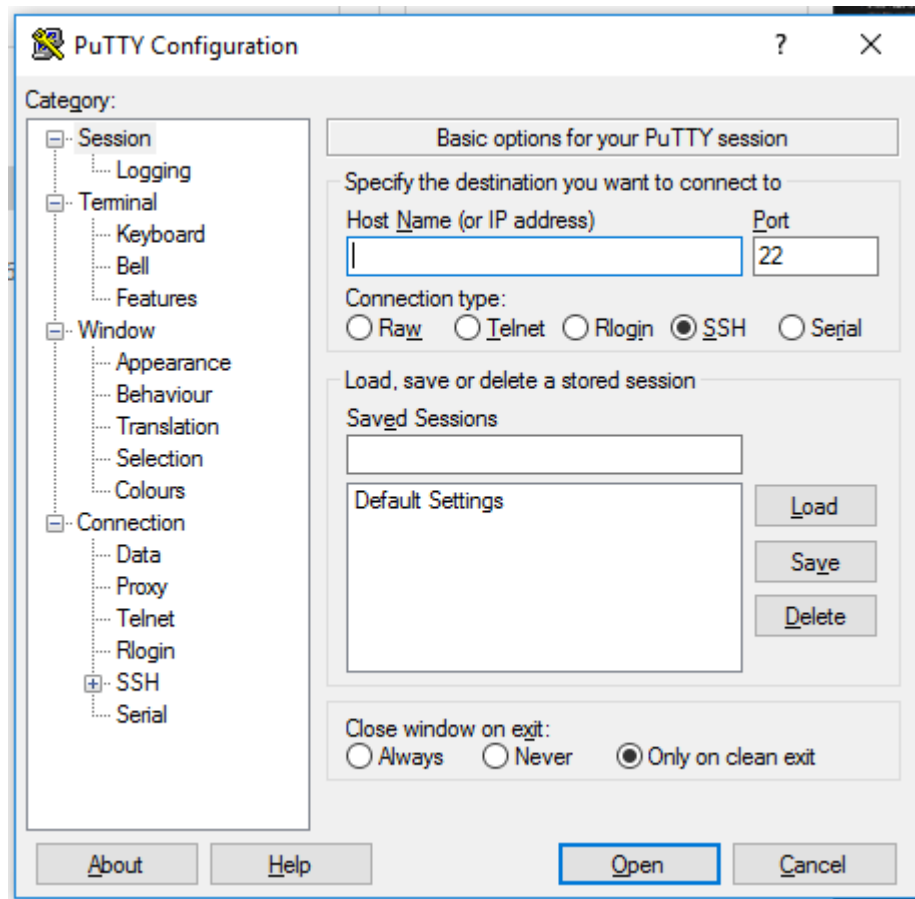 PuTTY Configuration
?
Category:
Session
Logging
Terminal
Keyboard
Bell
Features
Window
Appearance
Behaviour
Translation
Selection
Colours
Connection
Data
Proxy
Telnet
Rlogin
SSH
Serial
Basic options for your PuTTY session
Specify the destination you want to connect to
Host Name (or IP address) Port
22
Connection type:
Raw Telnet Rlogin SSH Serial
Load, save or delete a stored session
Saved Sessions
Default Settings
Load
Save
Delete
Close window on exit:
Always Never Only on clean exit
About Help Open Cancel